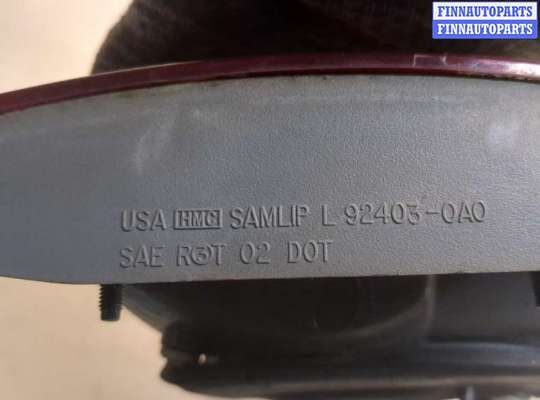 FINNAUTOPARTS
FINNAUTOPARTS
USA HMC SAMLIP L 92403-0A0
SAE R3T 02 DOT